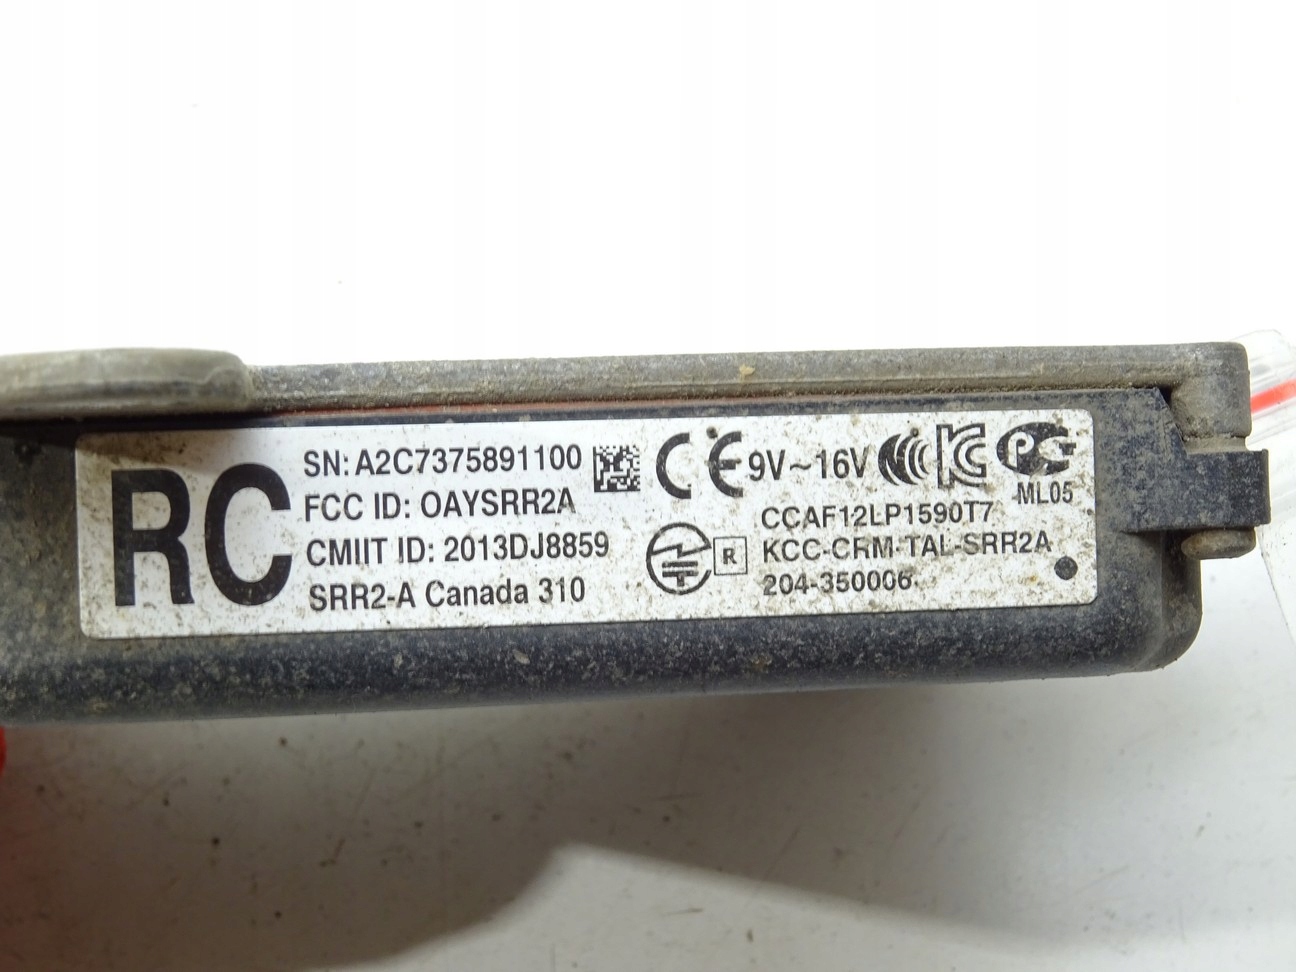 RC
SN: A2C7375891100
FCC ID: OAYSRR2A
CMIIT ID: 2013DJ8859
SRR2-A Canada 310
CE 9V~16V
ML05
CCAF12LP1590T7
R KCC-CRM-TAL-SRR2A
204-350006